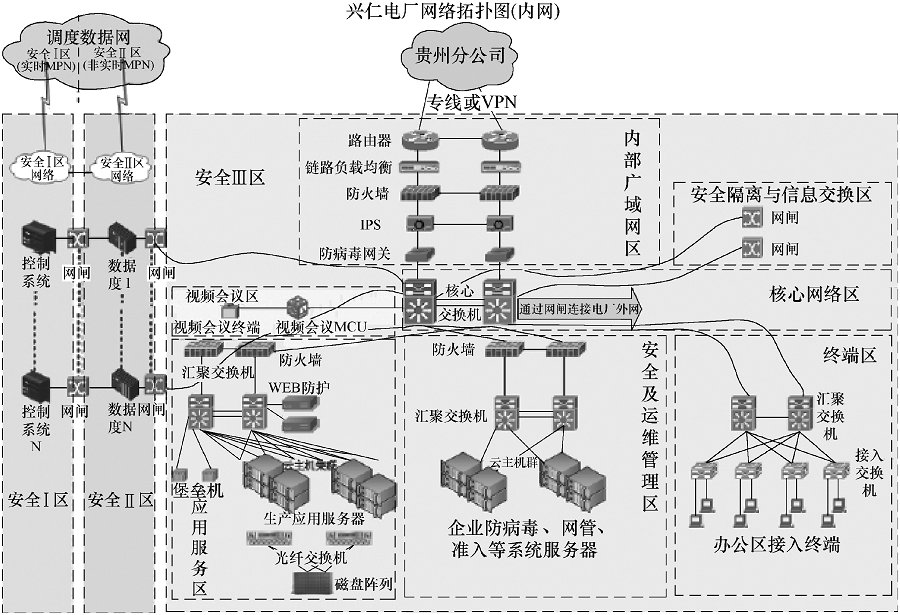 兴仁电厂网络拓扑图(内网)
调度数据网
安全Ⅰ区
(实时MPN)
安全Ⅱ区
(非实时MPN)
贵州分公司
专线或VPN
安全Ⅰ区
网络
安全Ⅱ区
网络
安全Ⅲ区
路由器
链路负载均衡
防火墙
IPS
防病毒网关
内部广域网区
安全隔离与信息交换区
网闸
网闸
控制
系统1
网闸
数据
度1
网闸
核心
交换机
通过网闸连接电厂外网
核心网络区
视频会议区
视频会议终端
视频会议MCU
防火墙
汇聚交换机
WEB防护
防火墙
汇聚交换机
安全及运维管理区
终端区
汇聚
交换
机
控制
系统
N
网闸
数据
度N
网闸
堡垒机
生产应用服务器
光纤交换机
磁盘阵列
应用服务区
云主机群
企业防病毒、网管、
准入等系统服务器
接入
交换
机
办公区接入终端
安全Ⅰ区
安全Ⅱ区